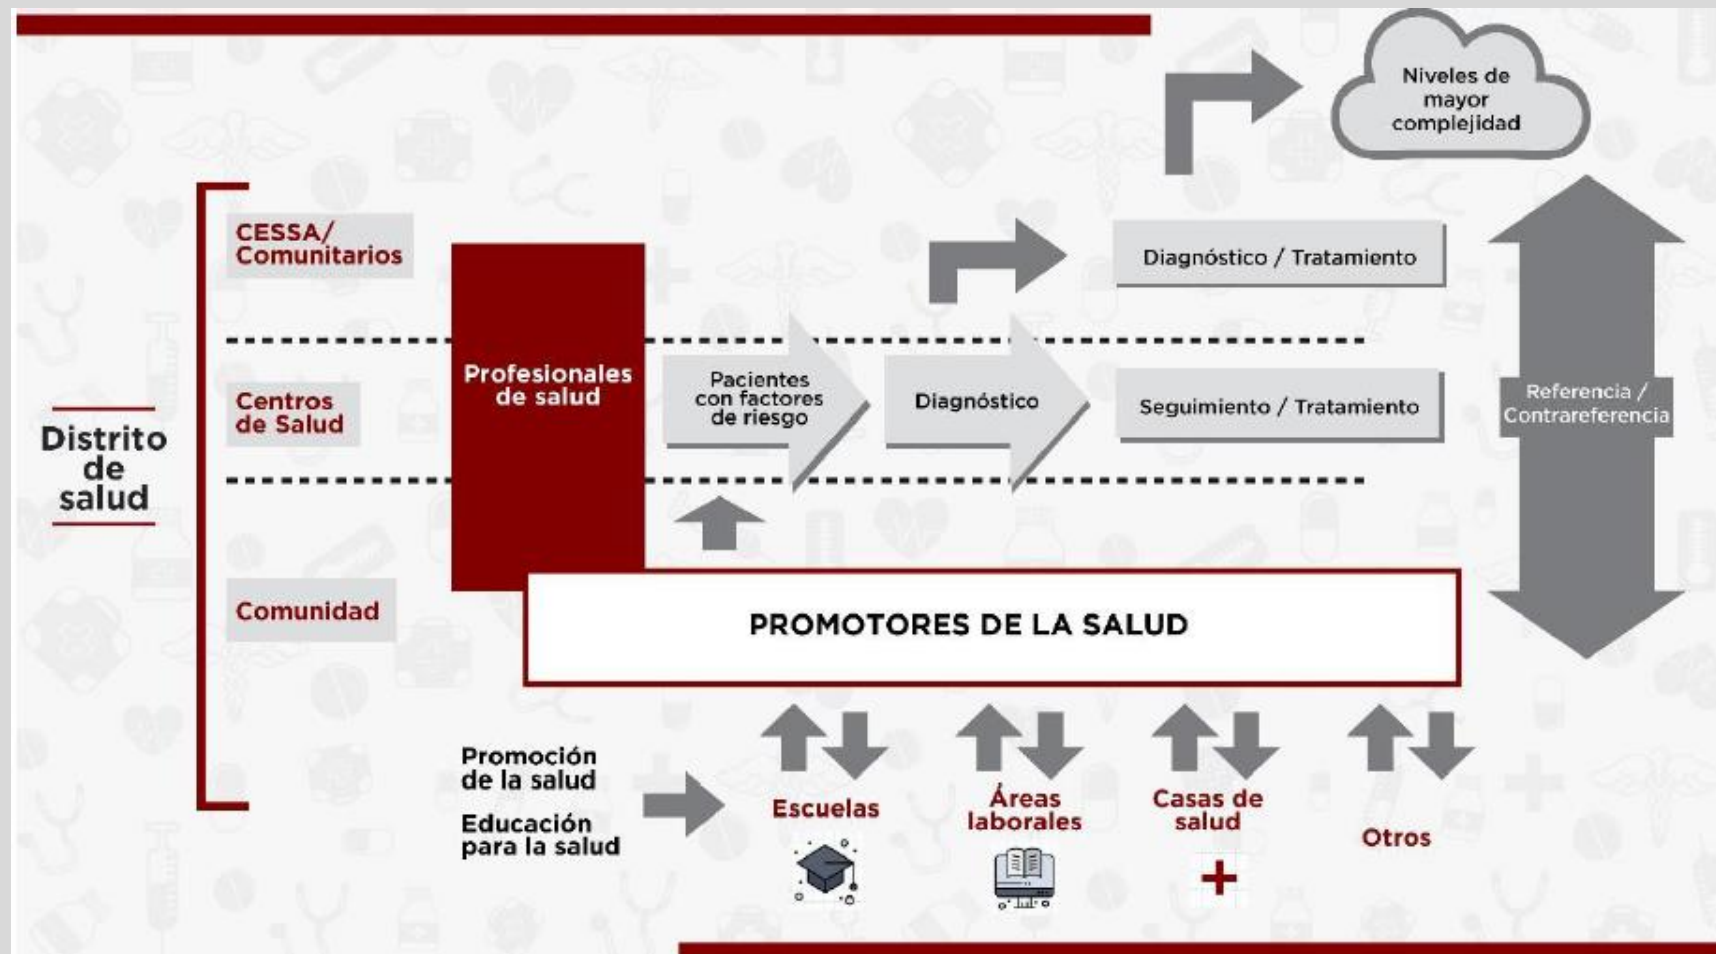 Niveles de
mayor
complejidad
CESSA/
Comunitarios
Diagnóstico / Tratamiento
Profesionales
de salud
Pacientes
con factores
de riesgo
Diagnóstico
Seguimiento / Tratamiento
Referencia /
Contrareferencia
Centros
de Salud
Distrito
de
salud
Comunidad
PROMOTORES DE LA SALUD
Promoción
de la salud
Educación
para la salud
Escuelas
Áreas
laborales
Casas de
salud
Otros